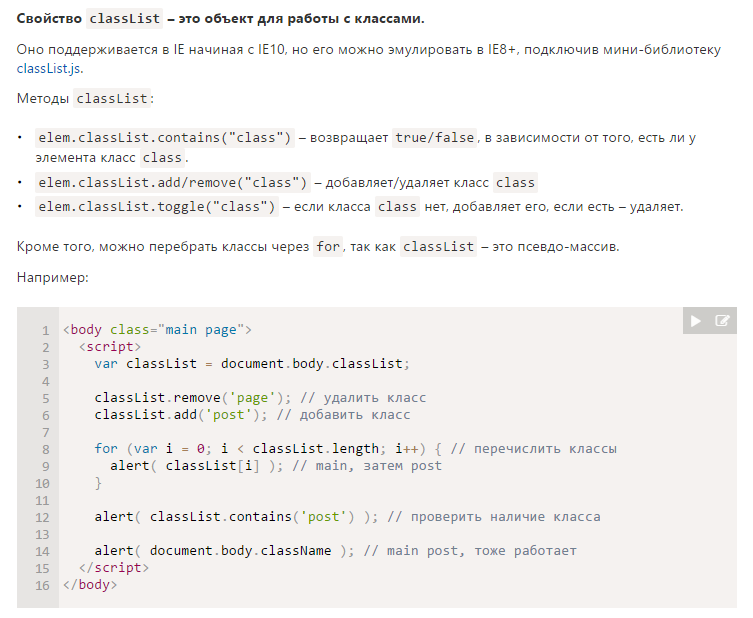 Свойство classList – это объект для работы с классами.
Оно поддерживается в IE начиная с IE10, но его можно эмулировать в IE8+, подключив мини-библиотеку
classList.js.
Методы classList:
• elem.classList.contains("class") – возвращает true/false, в зависимости от того, есть ли у
элемента класс class.
• elem.classList.add/remove("class") – добавляет/удаляет класс class
• elem.classList.toggle("class") – если класса class нет, добавляет его, если есть – удаляет.
Кроме того, можно перебрать классы через for, так как classList – это псевдо-массив.
Например:
1 <body class="main page">
2   <script>
3     var classList = document.body.classList;
4
5     classList.remove('page'); // удалить класс
6     classList.add('post'); // добавить класс
7
8     for (var i = 0; i < classList.length; i++) { // перечислить классы
9       alert( classList[i] ); // main, затем post
10     }
11
12     alert( classList.contains('post') ); // проверить наличие класса
13
14     alert( document.body.className ); // main post, тоже работает
15   </script>
16 </body>